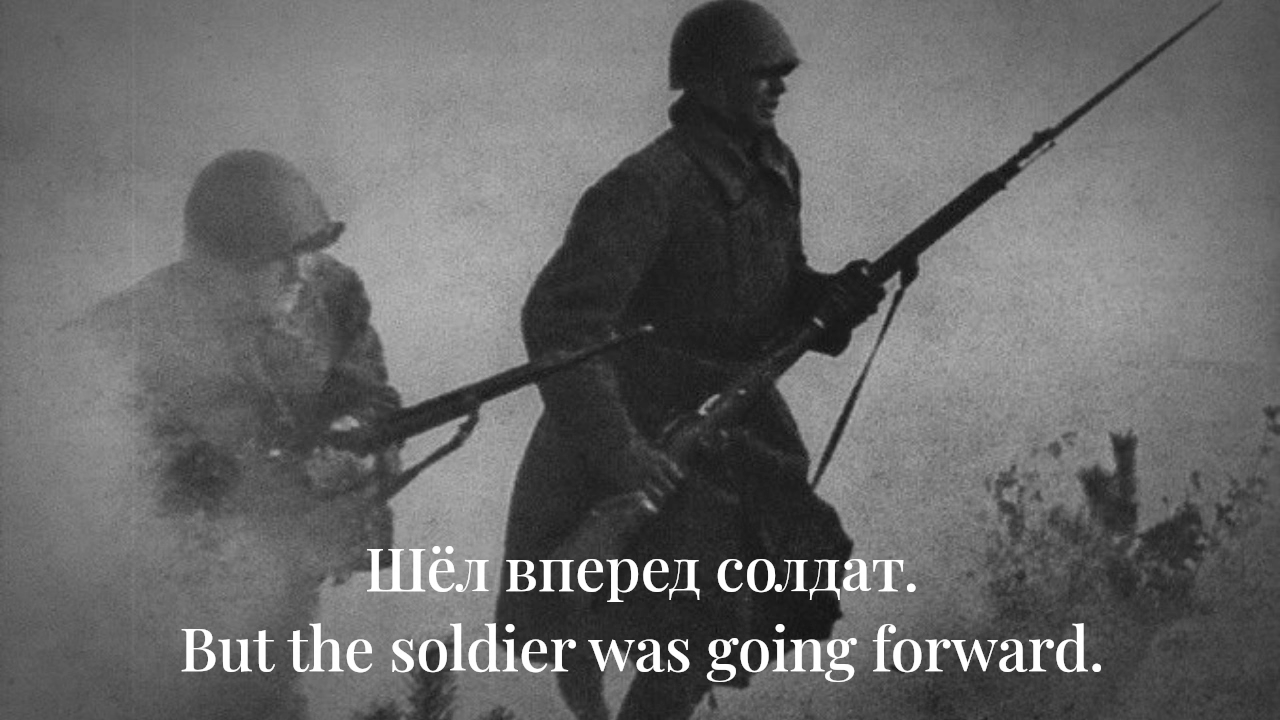 Шёл вперед солдат.
But the soldier was going forward.